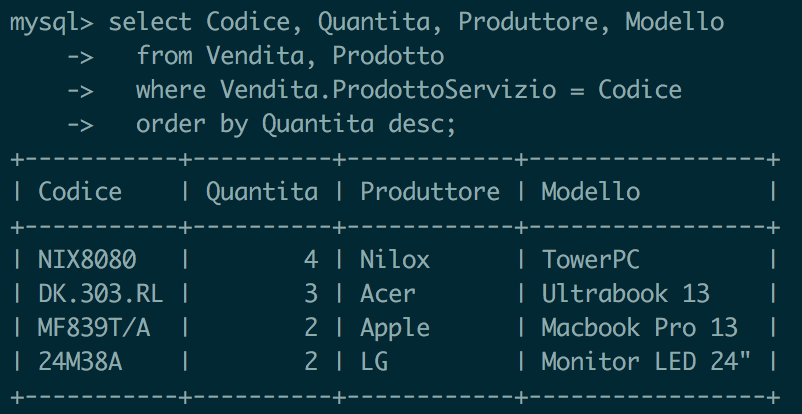 mysql> select Codice, Quantita, Produttore, Modello
    ->   from Vendita, Prodotto
    ->   where Vendita.ProdottoServizio = Codice
    ->   order by Quantita desc;
+-----------+----------+------------+-----------------+
| Codice    | Quantita | Produttore | Modello         |
+-----------+----------+------------+-----------------+
| NIX8080   |        4 | Nilox      | TowerPC         |
| DK.303.RL |        3 | Acer       | Ultrabook 13    |
| MF839T/A  |        2 | Apple      | Macbook Pro 13  |
| 24M38A    |        2 | LG         | Monitor LED 24" |
+-----------+----------+------------+-----------------+